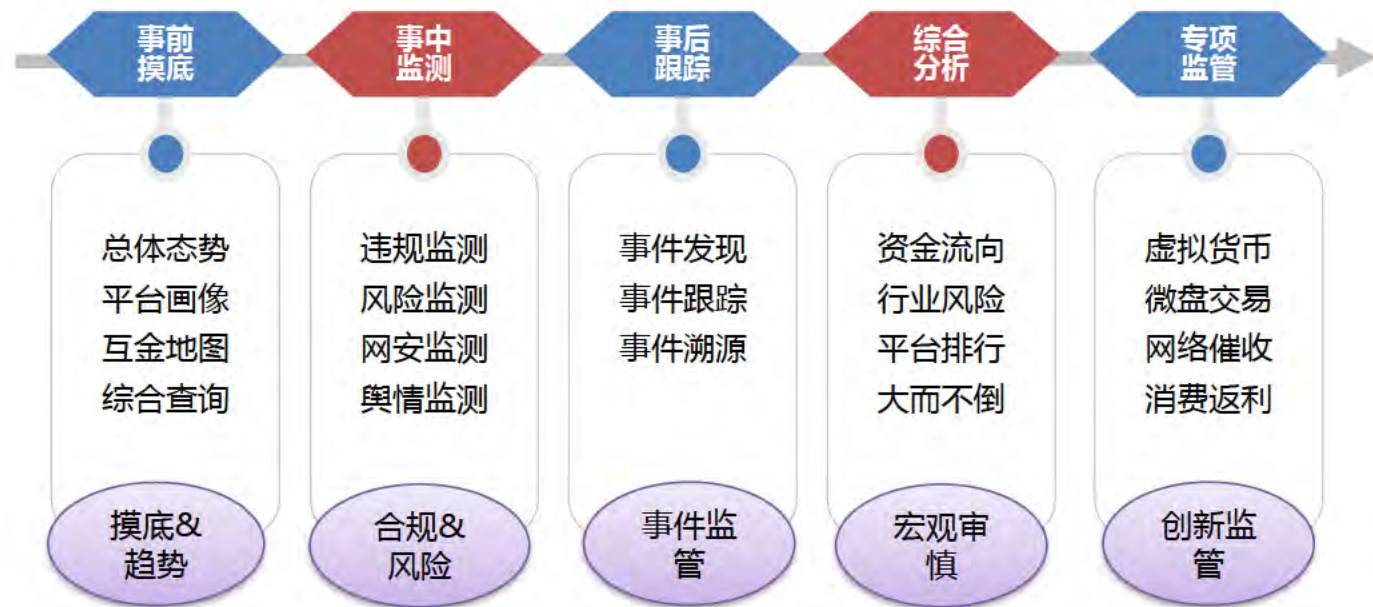 事前
摸底
事中
监测
事后
跟踪
综合
分析
专项
监管
总体态势
平台画像
互金地图
综合查询
摸底&
趋势
违规监测
风险监测
网安监测
舆情监测
合规&
风险
事件发现
事件跟踪
事件溯源
事件监
管
资金流向
行业风险
平台排行
大而不倒
宏观审
慎
虚拟货币
微盘交易
网络催收
消费返利
创新监
管